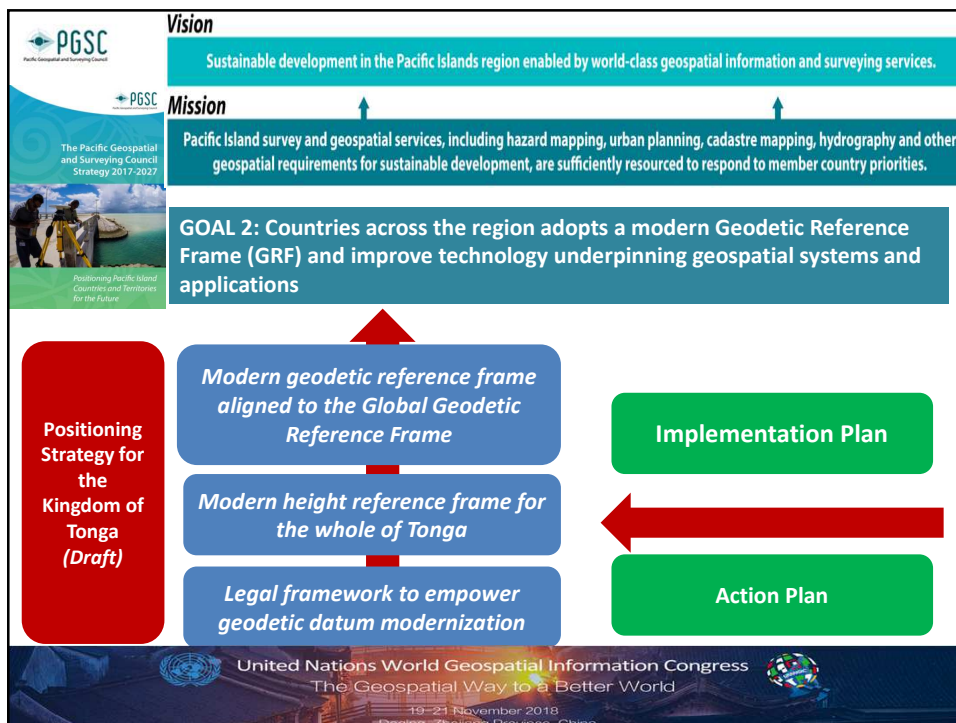 PGSC
Pacific Geospatial and Surveying Council
PGSC
The Pacific Geospatial
and Surveying Council
Strategy 2017-2027
Positioning Pacific Island
Countries and Territories
for the Future
Vision
Sustainable development in the Pacific Islands region enabled by world-class geospatial information and surveying services.
Mission
Pacific Island survey and geospatial services, including hazard mapping, urban planning, cadastre mapping, hydrography and other
geospatial requirements for sustainable development, are sufficiently resourced to respond to member country priorities.
GOAL 2: Countries across the region adopts a modern Geodetic Reference
Frame (GRF) and improve technology underpinning geospatial systems and
applications
Positioning
Strategy for
the
Kingdom of
Tonga
(Draft)
Modern geodetic reference frame
aligned to the Global Geodetic
Reference Frame
Modern height reference frame for
the whole of Tonga
Legal framework to empower
geodetic datum modernization
Implementation Plan
Action Plan
United Nations World Geospatial Information Congress
The Geospatial Way to a Better World
19-21 November 2018
Deqing, Zhejiang Province, China